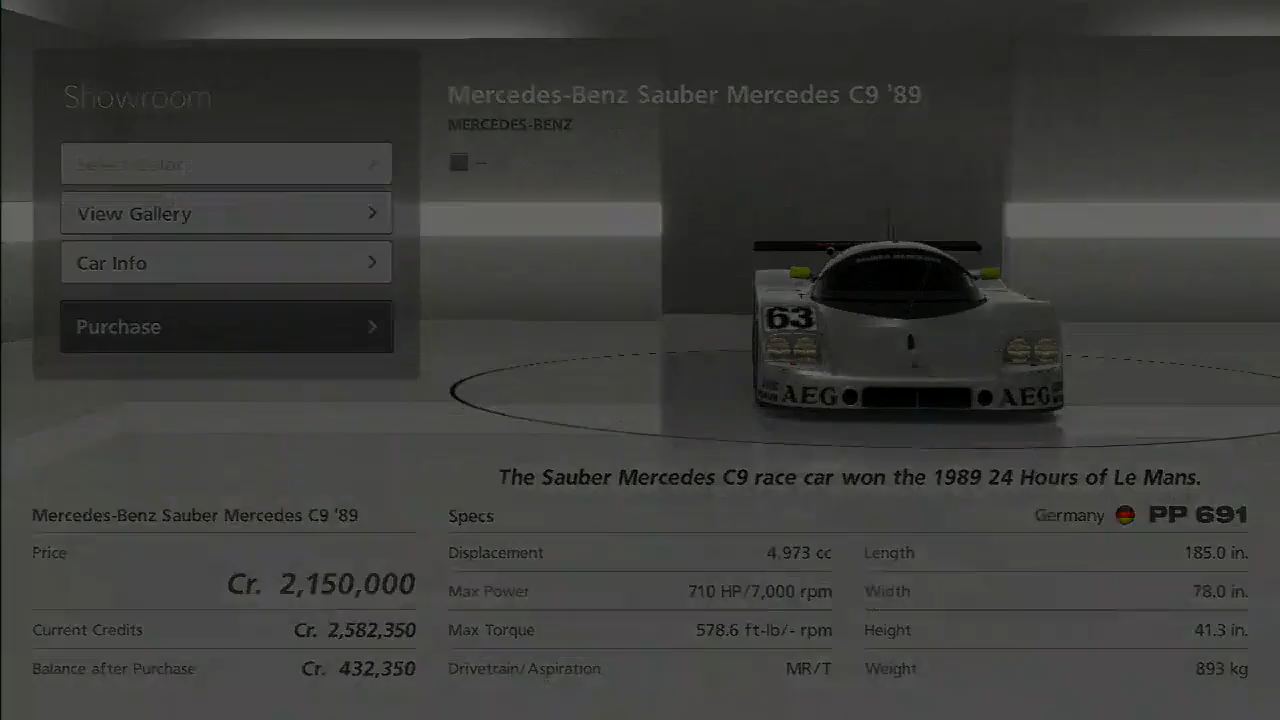 Showroom
Select Color
View Gallery
Car Info
Purchase
Mercedes-Benz Sauber Mercedes C9 '89
MERCEDES-BENZ
--
63
AEG
AEG
The Sauber Mercedes C9 race car won the 1989 24 Hours of Le Mans.
Mercedes-Benz Sauber Mercedes C9 '89
Price
Cr. 2,150,000
Current Credits Cr. 2,582,350
Balance after Purchase Cr. 432,350
Specs
Germany PP 691
Displacement 4,973 cc
Max Power 710 HP/7,000 rpm
Max Torque 578.6 ft-lb/- rpm
Drivetrain/Aspiration MR/T
Length 185.0 in.
Width 78.0 in.
Height 41.3 in.
Weight 893 kg